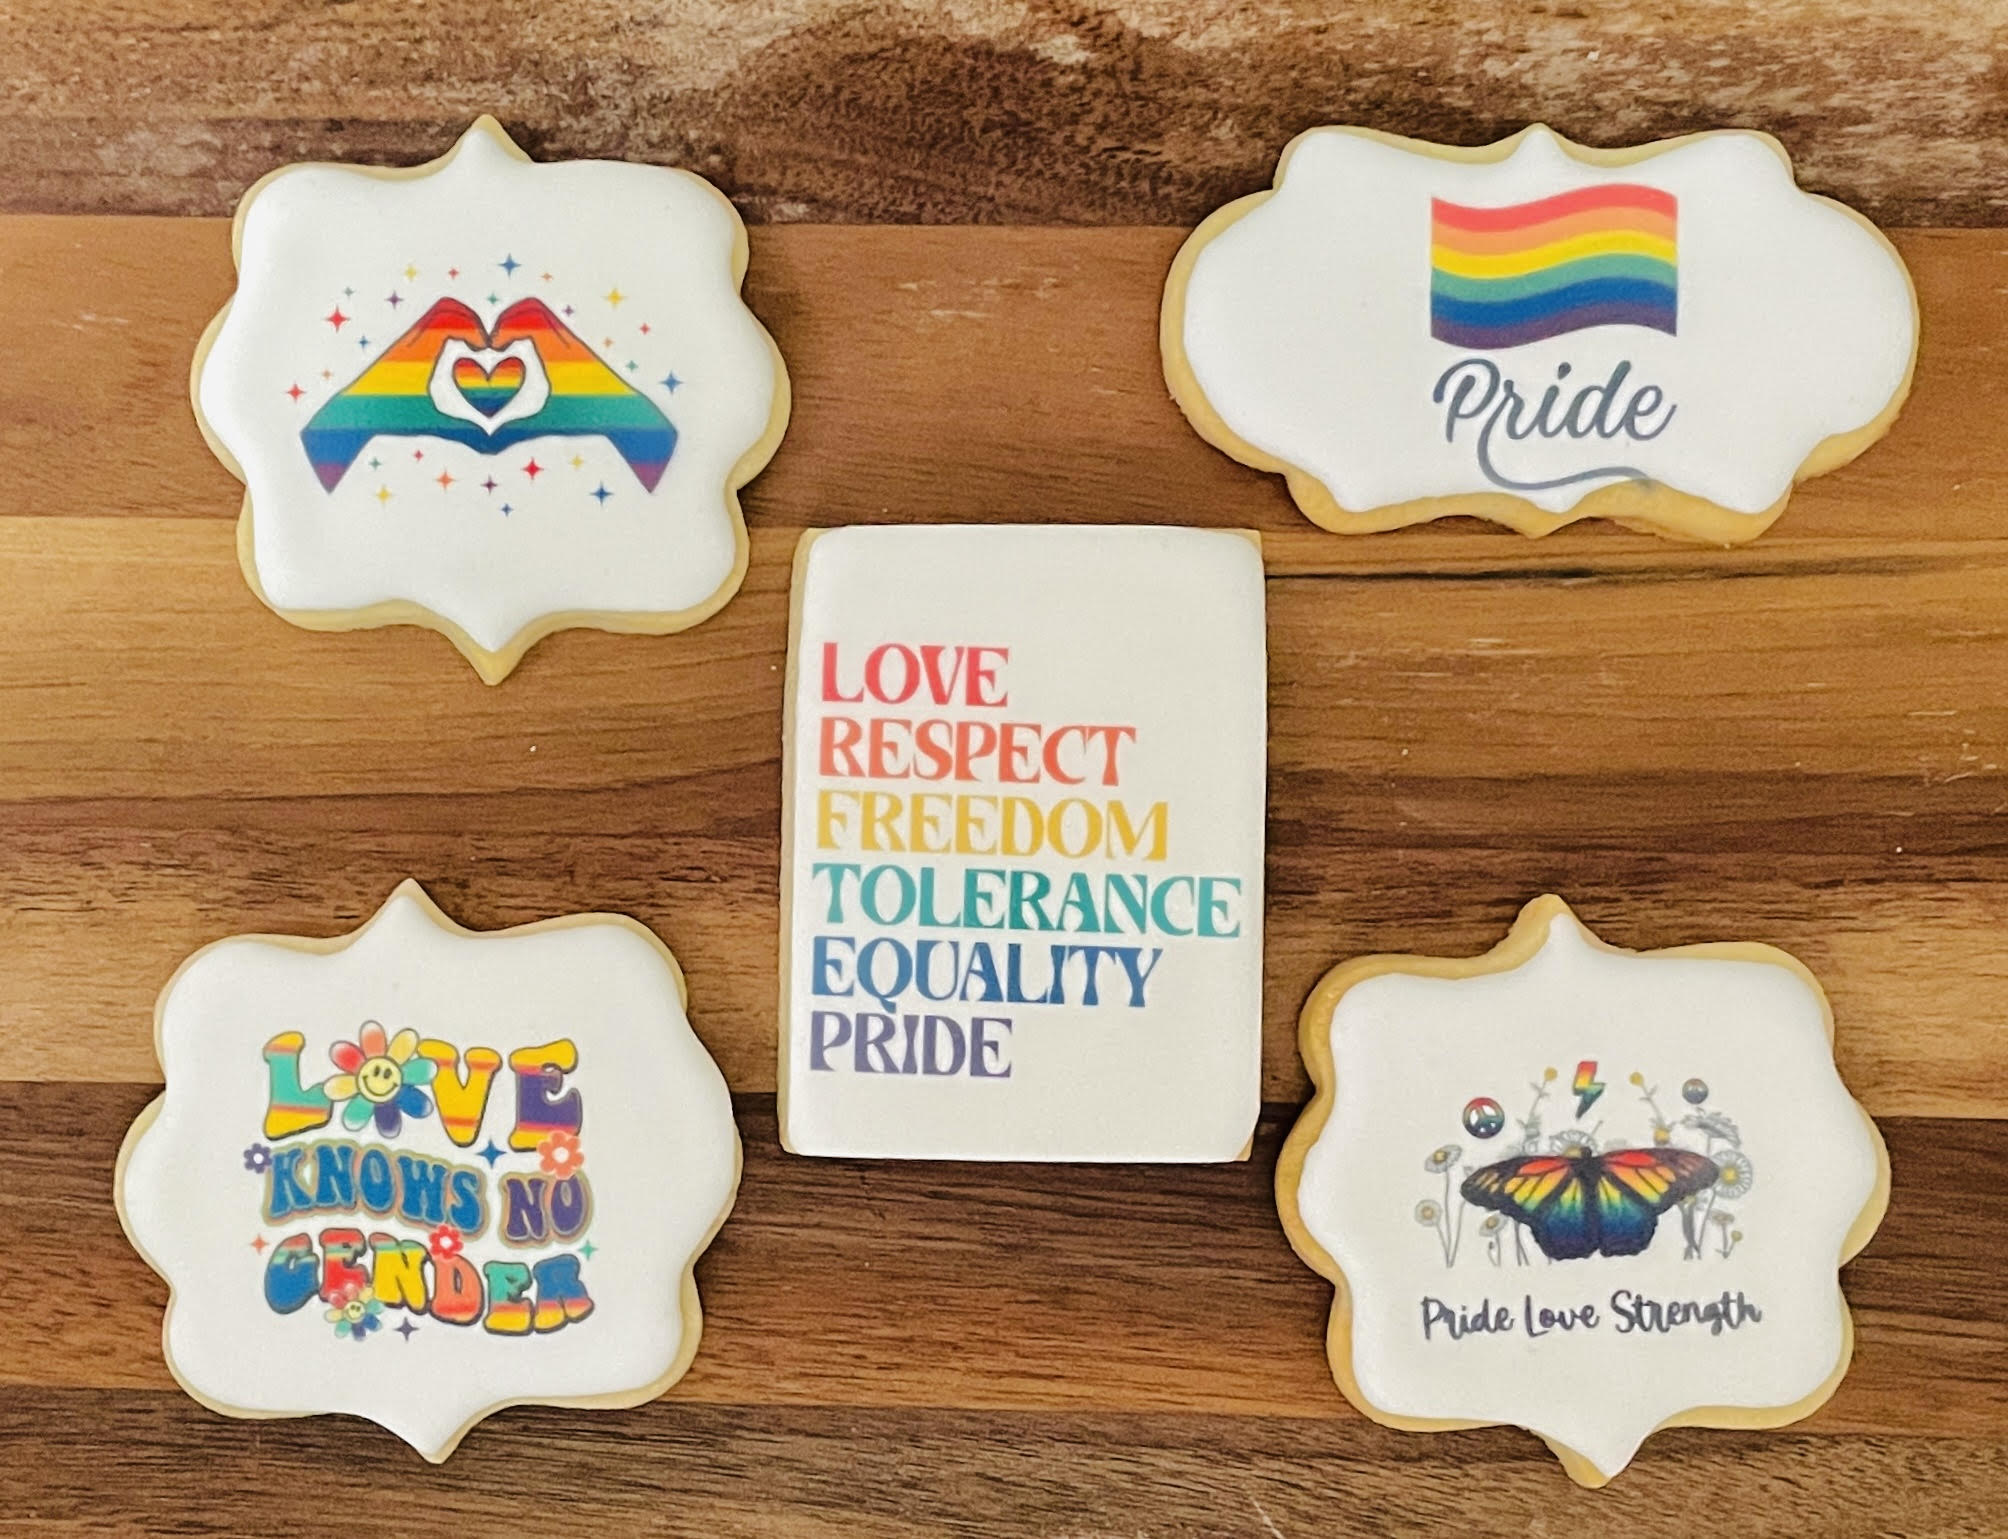 Pride
LOVE
RESPECT
FREEDOM
TOLERANCE
EQUALITY
PRIDE
LOVE
KNOWS NO
GENDER
Pride Love Strength